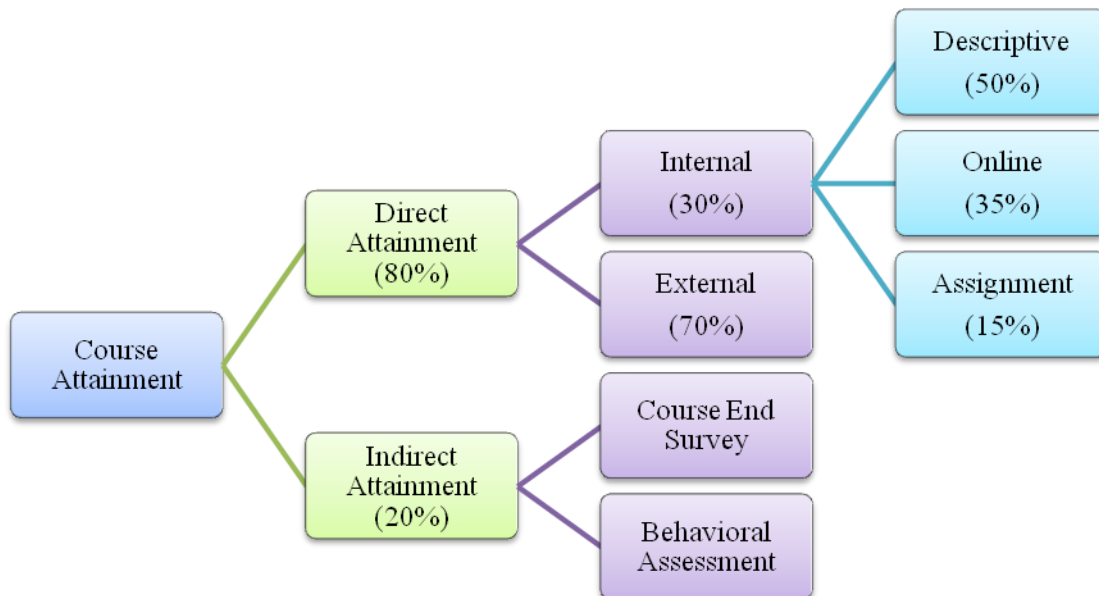 Course
Attainment
Direct
Attainment
(80%)
Indirect
Attainment
(20%)
Internal
(30%)
External
(70%)
Course End
Survey
Behavioral
Assessment
Descriptive
(50%)
Online
(35%)
Assignment
(15%)